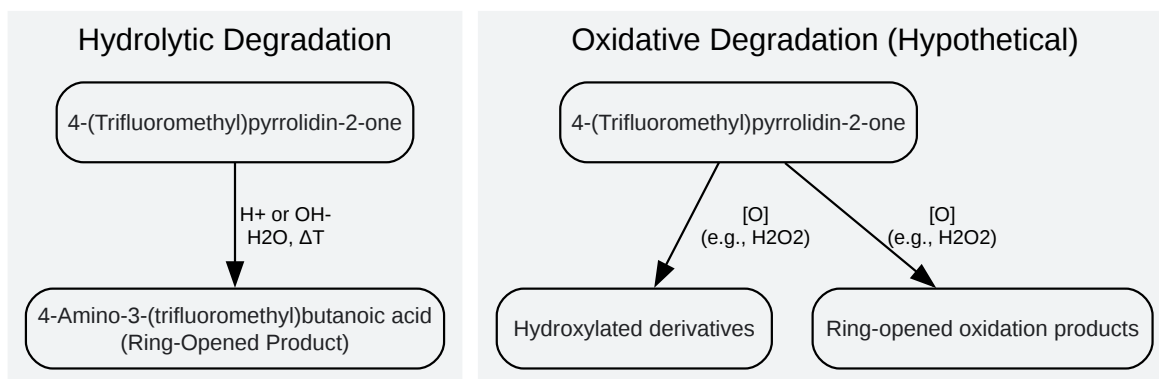 Hydrolytic Degradation
4-(Trifluoromethyl)pyrrolidin-2-one
H+ or OH-
H2O, ΔT
4-Amino-3-(trifluoromethyl)butanoic acid
(Ring-Opened Product)
Oxidative Degradation (Hypothetical)
4-(Trifluoromethyl)pyrrolidin-2-one
[O]
(e.g., H2O2)
[O]
(e.g., H2O2)
Hydroxylated derivatives
Ring-opened oxidation products